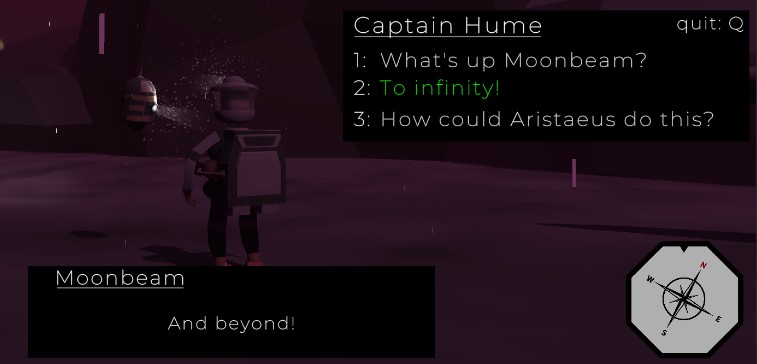 Captain Hume
quit: Q
1: What's up Moonbeam?
2: To infinity!
3: How could Aristaeus do this?
Moonbeam
And beyond!
N
W
E
S